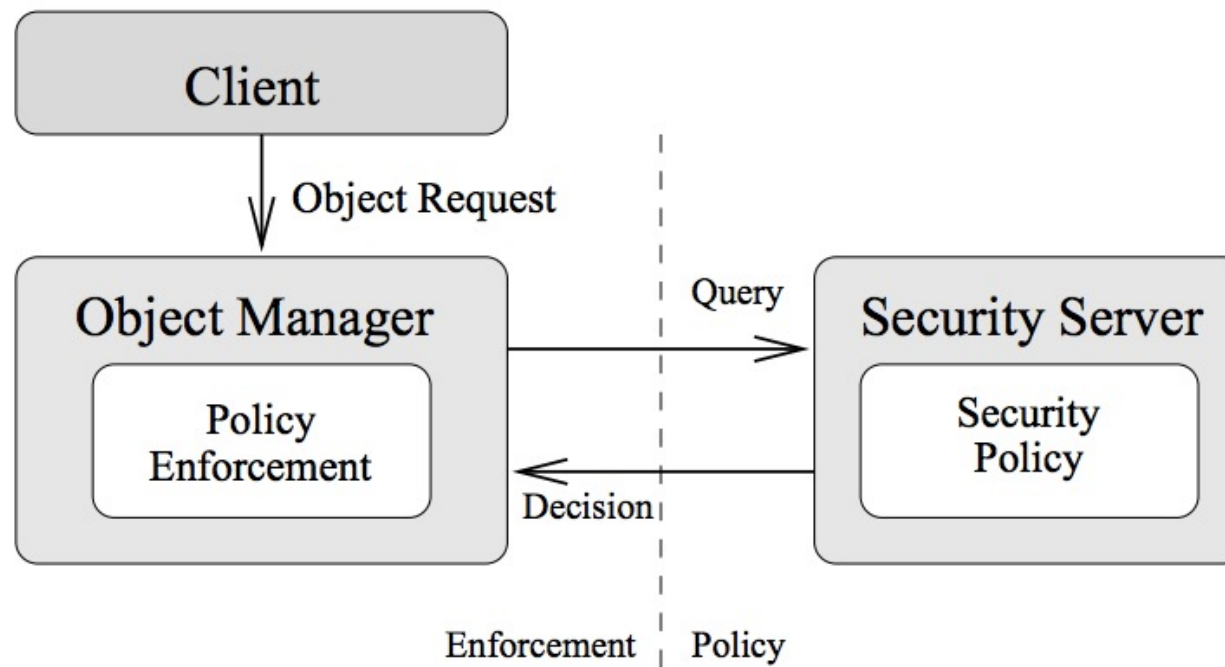 Client
Object Request
Object Manager
Policy
Enforcement
Query
Decision
Security Server
Security
Policy
Enforcement
Policy